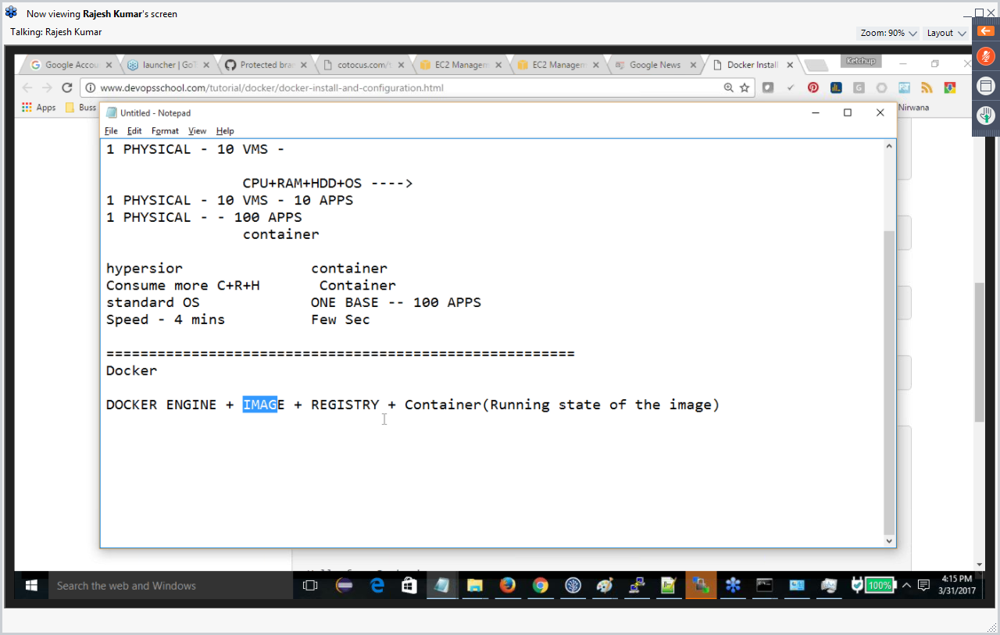 Now viewing Rajesh Kumar's screen
Talking: Rajesh Kumar
Zoom: 90% Layout
Google Accou launcher | GoT Protected bra cotocus.com/t EC2 Managem EC2 Managem Google News Docker Install Ketchup
www.devopsschool.com/tutorial/docker/docker-install-and-configuration.html
Apps Buss Nirwana
Untitled - Notepad
File Edit Format View Help
1 PHYSICAL - 10 VMS -
CPU+RAM+HDD+OS ---->
1 PHYSICAL - 10 VMS - 10 APPS
1 PHYSICAL - - 100 APPS
container
hypersior container
Consume more C+R+H Container
standard OS ONE BASE -- 100 APPS
Speed - 4 mins Few Sec
=======================================================
Docker
DOCKER ENGINE + IMAGE + REGISTRY + Container(Running state of the image)
Search the web and Windows
100%
4:15 PM
3/31/2017